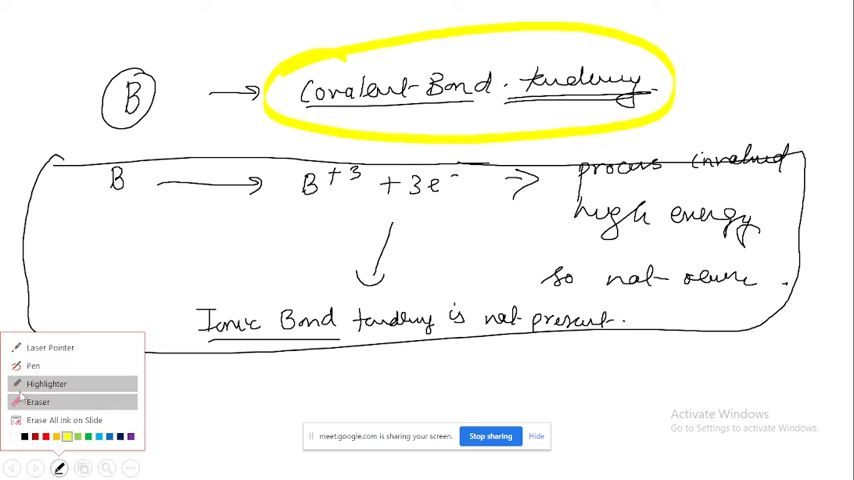 B → Covalent Bond. tendency
B → B+3 + 3e- ⇒ process involved
high energy
so not occure.
Ionic Bond tendency is not present.
Laser Pointer
Pen
Highlighter
Eraser
Erase All Ink on Slide
Activate Windows
Go to Settings to activate Windows.
meet.google.com is sharing your screen. Stop sharing Hide